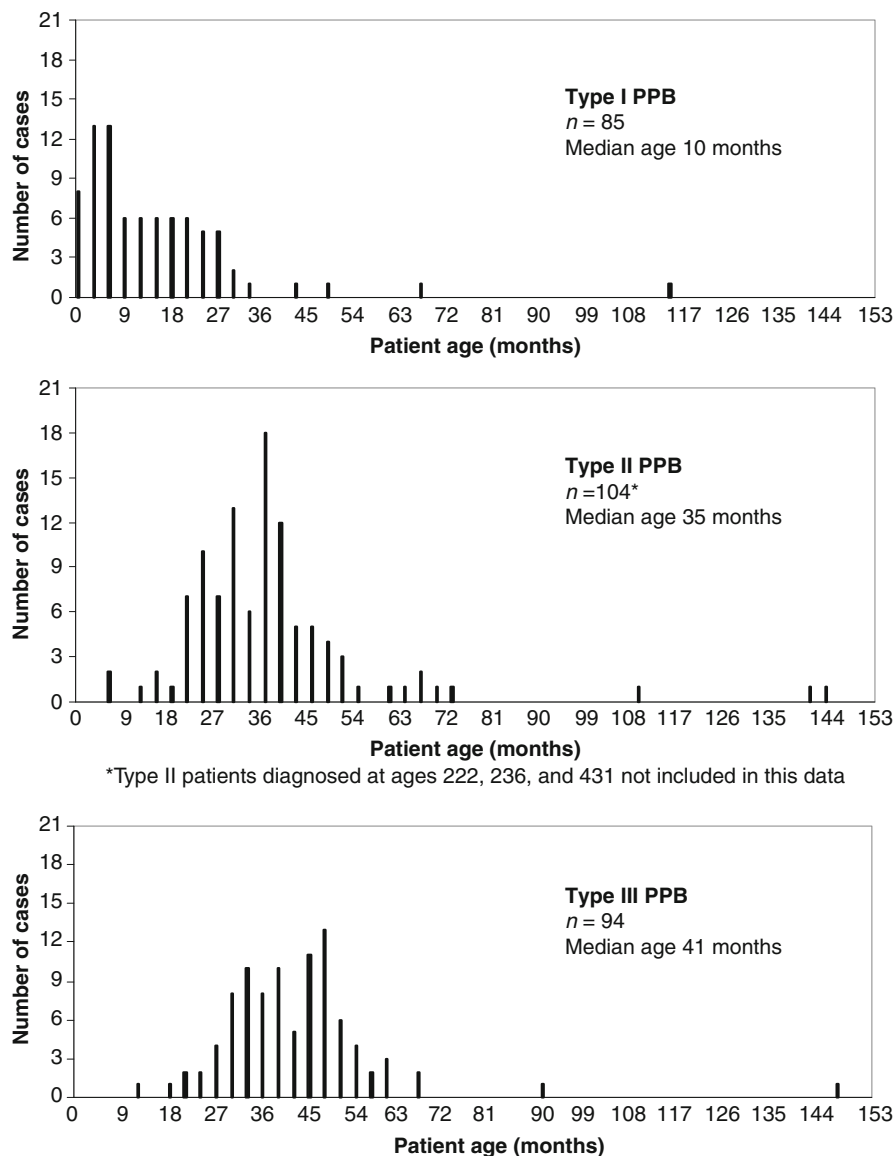 21
18
15
12
9
6
3
0
Number of cases
Type I PPB
n = 85
Median age 10 months
0 9 18 27 36 45 54 63 72 81 90 99 108 117 126 135 144 153
Patient age (months)
21
18
15
12
9
6
3
0
Number of cases
Type II PPB
n =104*
Median age 35 months
0 9 18 27 36 45 54 63 72 81 90 99 108 117 126 135 144 153
Patient age (months)
*Type II patients diagnosed at ages 222, 236, and 431 not included in this data
21
18
15
12
9
6
3
0
Number of cases
Type III PPB
n = 94
Median age 41 months
0 9 18 27 36 45 54 63 72 81 90 99 108 117 126 135 144 153
Patient age (months)